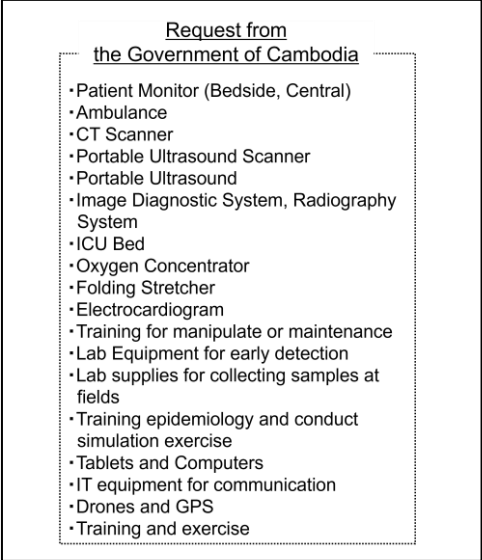 Request from
the Government of Cambodia
・Patient Monitor (Bedside, Central)
・Ambulance
・CT Scanner
・Portable Ultrasound Scanner
・Portable Ultrasound
・Image Diagnostic System, Radiography
System
・ICU Bed
・Oxygen Concentrator
・Folding Stretcher
・Electrocardiogram
・Training for manipulate or maintenance
・Lab Equipment for early detection
・Lab supplies for collecting samples at
fields
・Training epidemiology and conduct
simulation exercise
・Tablets and Computers
・IT equipment for communication
・Drones and GPS
・Training and exercise